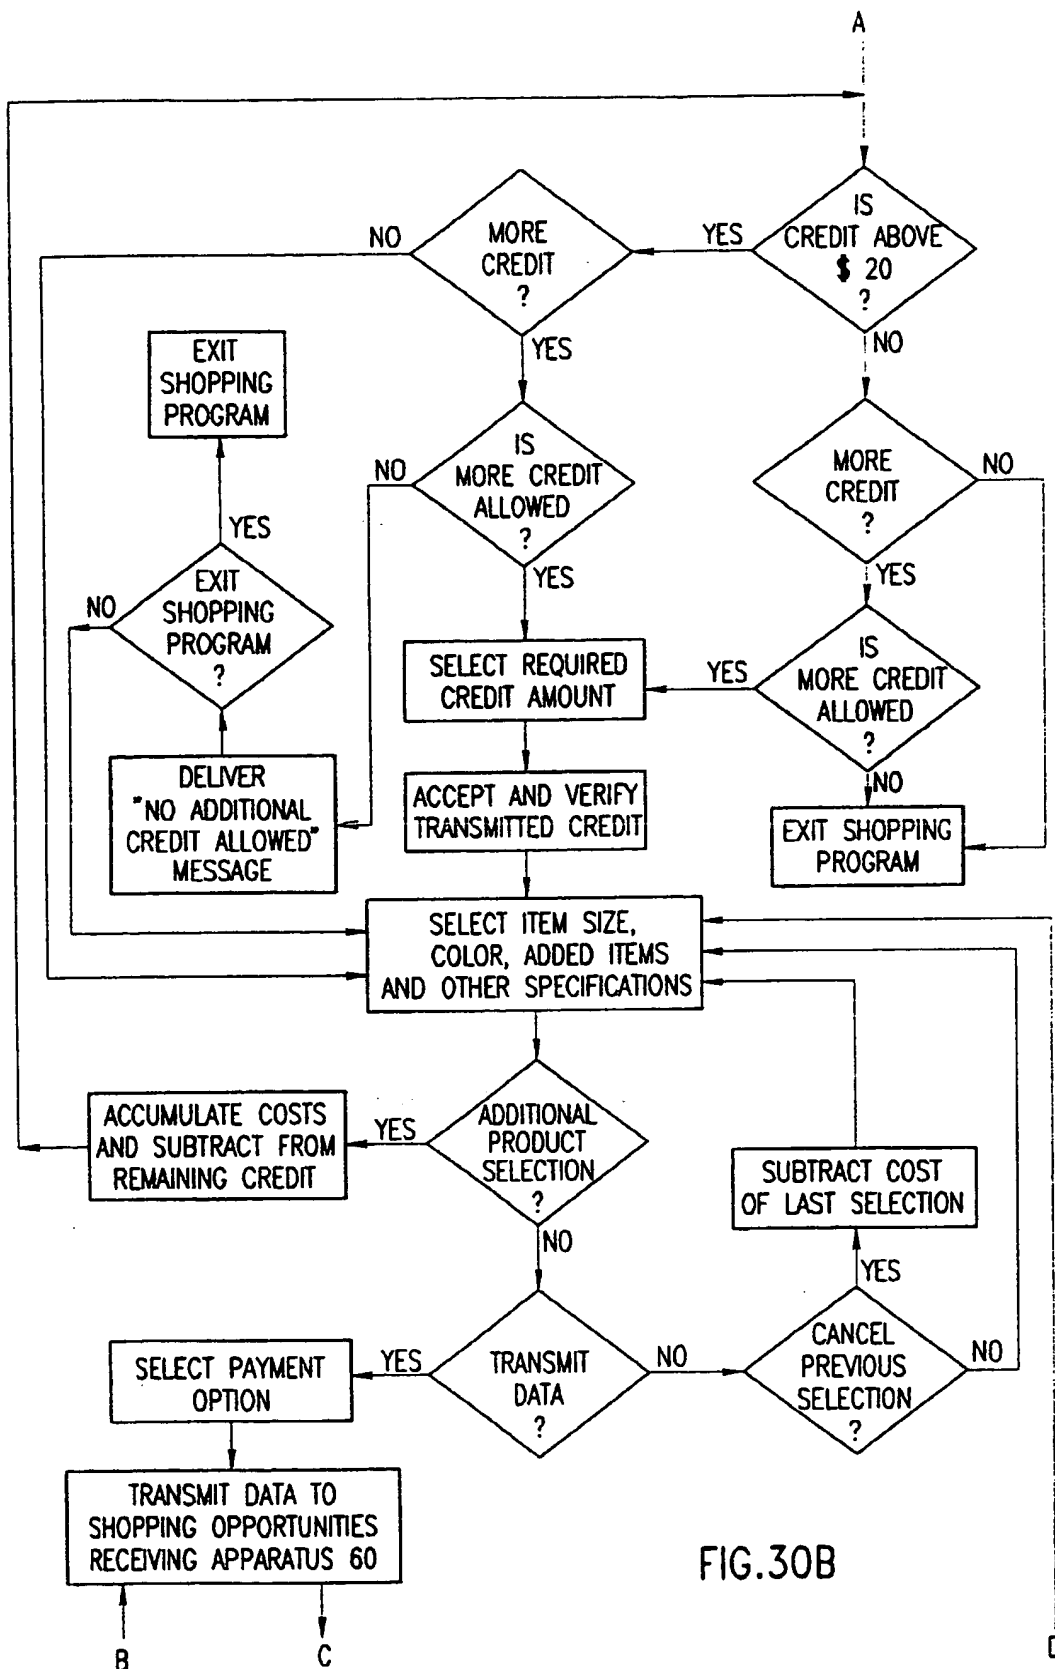 A
IS
CREDIT ABOVE
$ 20
?
YES
NO
MORE
CREDIT
?
NO
YES
EXIT
SHOPPING
PROGRAM
IS
MORE CREDIT
ALLOWED
?
NO
YES
MORE
CREDIT
?
NO
YES
YES
EXIT
SHOPPING
PROGRAM
?
NO
SELECT REQUIRED
CREDIT AMOUNT
YES
IS
MORE CREDIT
ALLOWED
?
NO
DELIVER
"NO ADDITIONAL
CREDIT ALLOWED"
MESSAGE
ACCEPT AND VERIFY
TRANSMITTED CREDIT
EXIT SHOPPING
PROGRAM
SELECT ITEM SIZE,
COLOR, ADDED ITEMS
AND OTHER SPECIFICATIONS
ACCUMULATE COSTS
AND SUBTRACT FROM
REMAINING CREDIT
YES
ADDITIONAL
PRODUCT
SELECTION
?
NO
SUBTRACT COST
OF LAST SELECTION
YES
SELECT PAYMENT
OPTION
YES
TRANSMIT
DATA
?
NO
CANCEL
PREVIOUS
SELECTION
?
NO
TRANSMIT DATA TO
SHOPPING OPPORTUNITIES
RECEIVING APPARATUS 60
FIG.30B
B
C